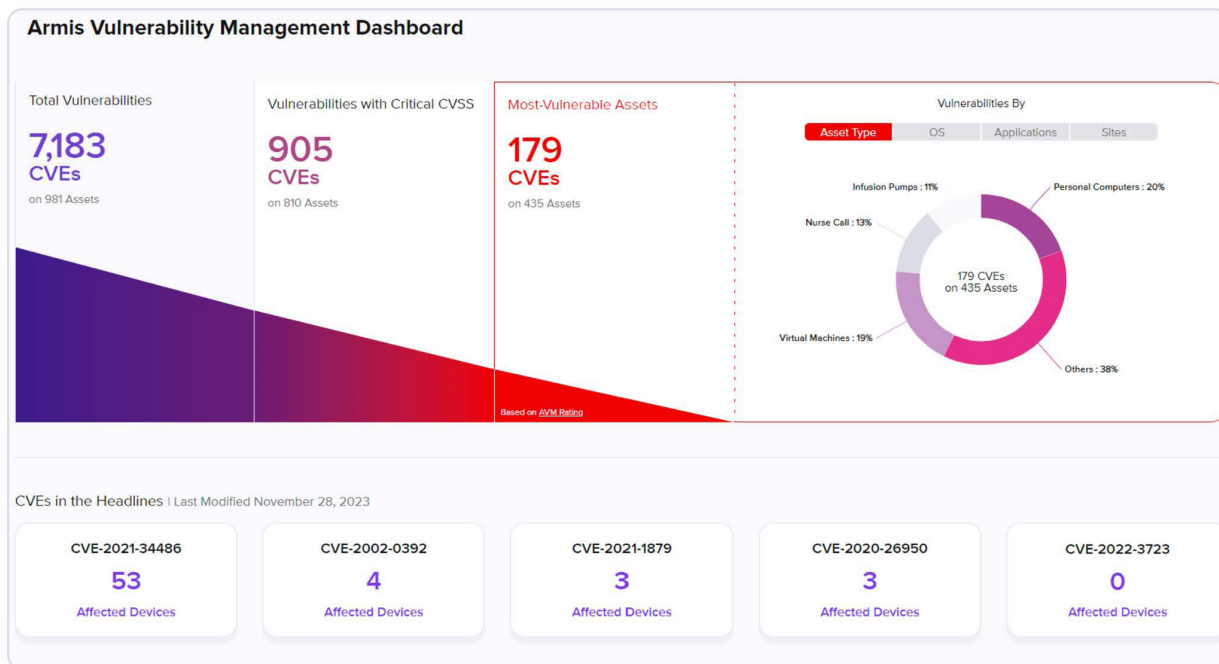 Armis Vulnerability Management Dashboard
Total Vulnerabilities
7,183
CVEs
on 981 Assets
Vulnerabilities with Critical CVSS
905
CVEs
on 810 Assets
Most-Vulnerable Assets
179
CVEs
on 435 Assets
Based on AVM Rating
Vulnerabilities By
Asset Type
OS
Applications
Sites
Infusion Pumps : 11%
Personal Computers : 20%
Nurse Call : 13%
179 CVEs
on 435 Assets
Virtual Machines : 19%
Others : 38%
CVEs in the Headlines | Last Modified November 28, 2023
CVE-2021-34486
53
Affected Devices
CVE-2002-0392
4
Affected Devices
CVE-2021-1879
3
Affected Devices
CVE-2020-26950
3
Affected Devices
CVE-2022-3723
0
Affected Devices